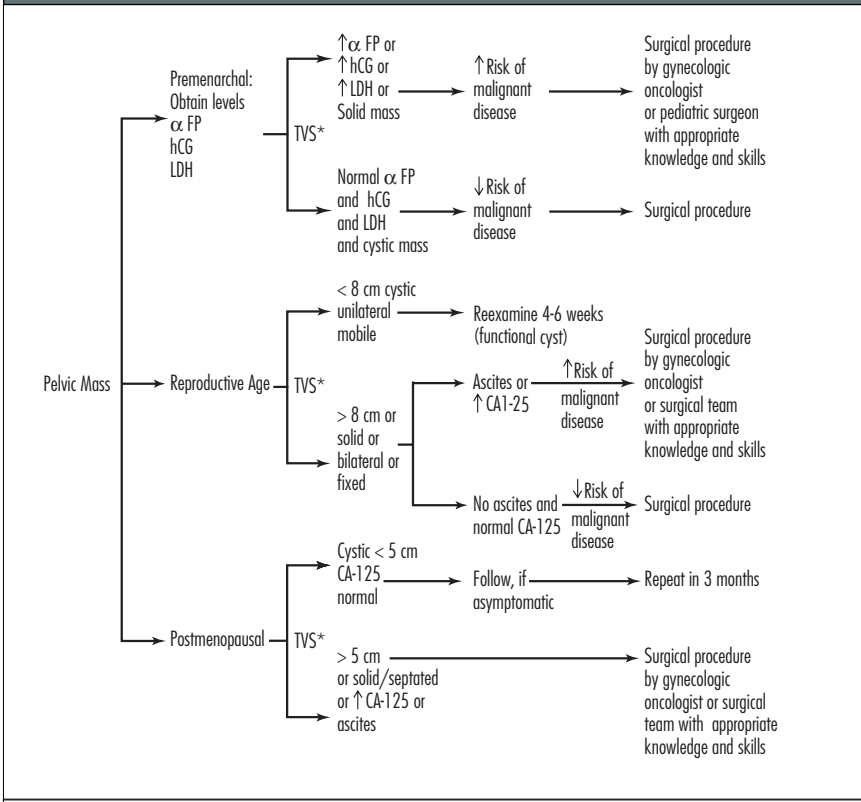 Premenarchal:
Obtain levels
α FP
hCG
LDH
TVS*
↑α FP or
↑hCG or
↑LDH or
Solid mass
↑Risk of
malignant
disease
Surgical procedure
by gynecologic
oncologist
or pediatric surgeon
with appropriate
knowledge and skills
Normal α FP
and hCG
and LDH
and cystic mass
↓Risk of
malignant
disease
Surgical procedure
Pelvic Mass
Reproductive Age
TVS*
< 8 cm cystic
unilateral
mobile
Reexamine 4-6 weeks
(functional cyst)
> 8 cm or
solid or
bilateral or
fixed
Ascites or
↑ CA1-25
↑Risk of
malignant
disease
Surgical procedure
by gynecologic
oncologist
or surgical team
with appropriate
knowledge and skills
No ascites and
normal CA-125
↓Risk of
malignant
disease
Surgical procedure
Postmenopausal
TVS*
Cystic < 5 cm
CA-125
normal
Follow, if
asymptomatic
Repeat in 3 months
> 5 cm
or solid/septated
or ↑ CA-125 or
ascites
Surgical procedure
by gynecologic
oncologist or surgical
team with appropriate
knowledge and skills